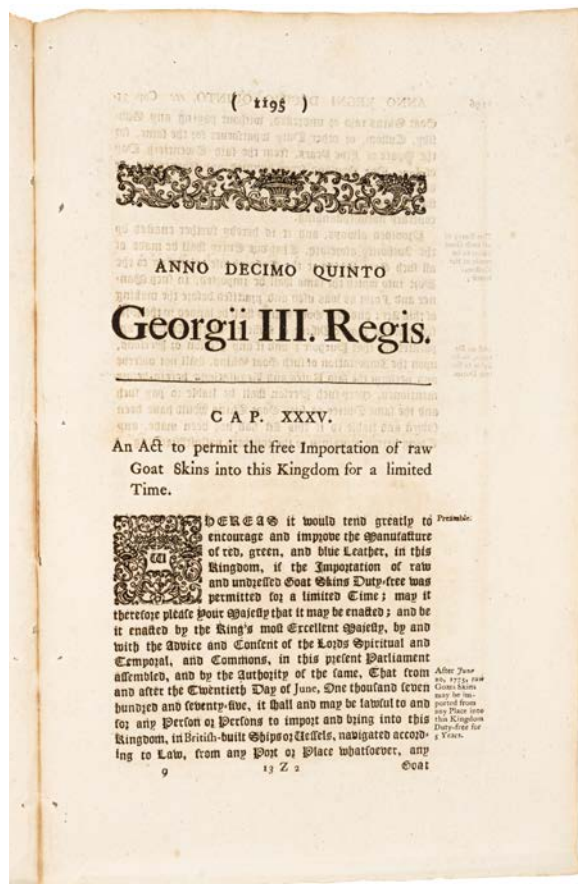 ( 1195 )
ANNO DECIMO QUINTO
Georgii III. Regis.
CAP. XXXV.
An Act to permit the free Importation of raw
Goat Skins into this Kingdom for a limited
Time.
WHEREAS it would tend greatly to
encourage and improve the Manufacture
of red, green, and blue Leather, in this
Kingdom, if the Importation of raw
and undressed Goat Skins Duty-free was
permitted for a limited Time; may it
therefore please Your Majesty that it may be enacted; and be
it enacted by the King's most Excellent Majesty, by and
with the Advice and Consent of the Lords Spiritual and
Temporal, and Commons, in this present Parliament
assembled, and by the Authority of the same, That from
and after the Twentieth Day of June, One thousand seven
hundred and seventy-five, it shall and may be lawful to and
for any Person or Persons to import and bring into this
Kingdom, in British-built Ships or Vessels, navigated accord-
ing to Law, from any Port or Place whatsoever, any
Preamble.
After June
20, 1775, raw
Goats Skins
may be im-
ported from
any Place into
this Kingdom
Duty-free for
5 Years.
9 13 Z 2 Goat